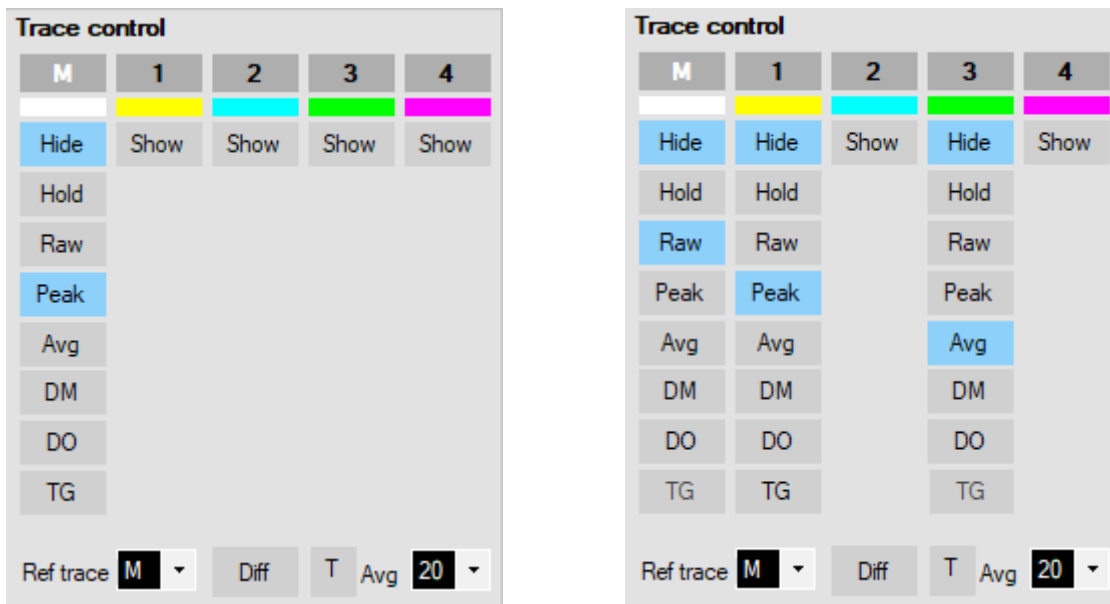 Trace control
M 1 2 3 4
Hide Show Show Show Show
Hold
Raw
Peak
Avg
DM
DO
TG
Ref trace M Diff T Avg 20
Trace control
M 1 2 3 4
Hide Hide Show Hide Show
Hold Hold Hold
Raw Raw Raw
Peak Peak Peak
Avg Avg Avg
DM DM DM
DO DO DO
TG TG TG
Ref trace M Diff T Avg 20